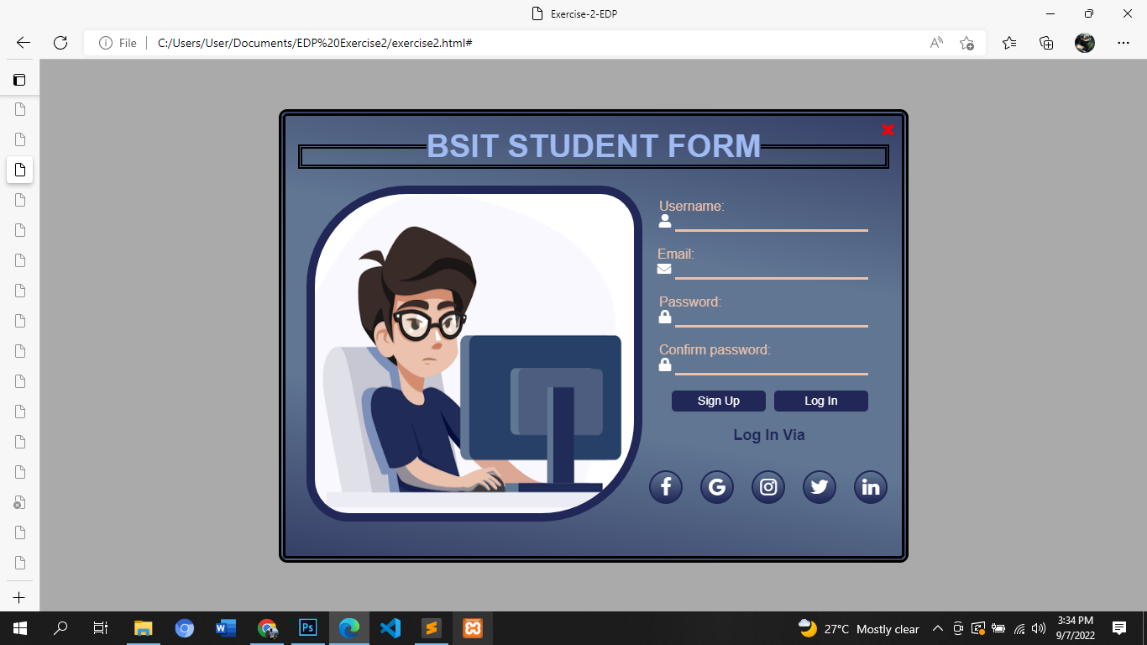 Exercise-2-EDP
File
C:/Users/User/Documents/EDP%20Exercise2/exercise2.html#
BSIT STUDENT FORM
Username:
Email:
Password:
Confirm password:
Sign Up Log In
Log In Via
27°C Mostly clear
3:34 PM
9/7/2022